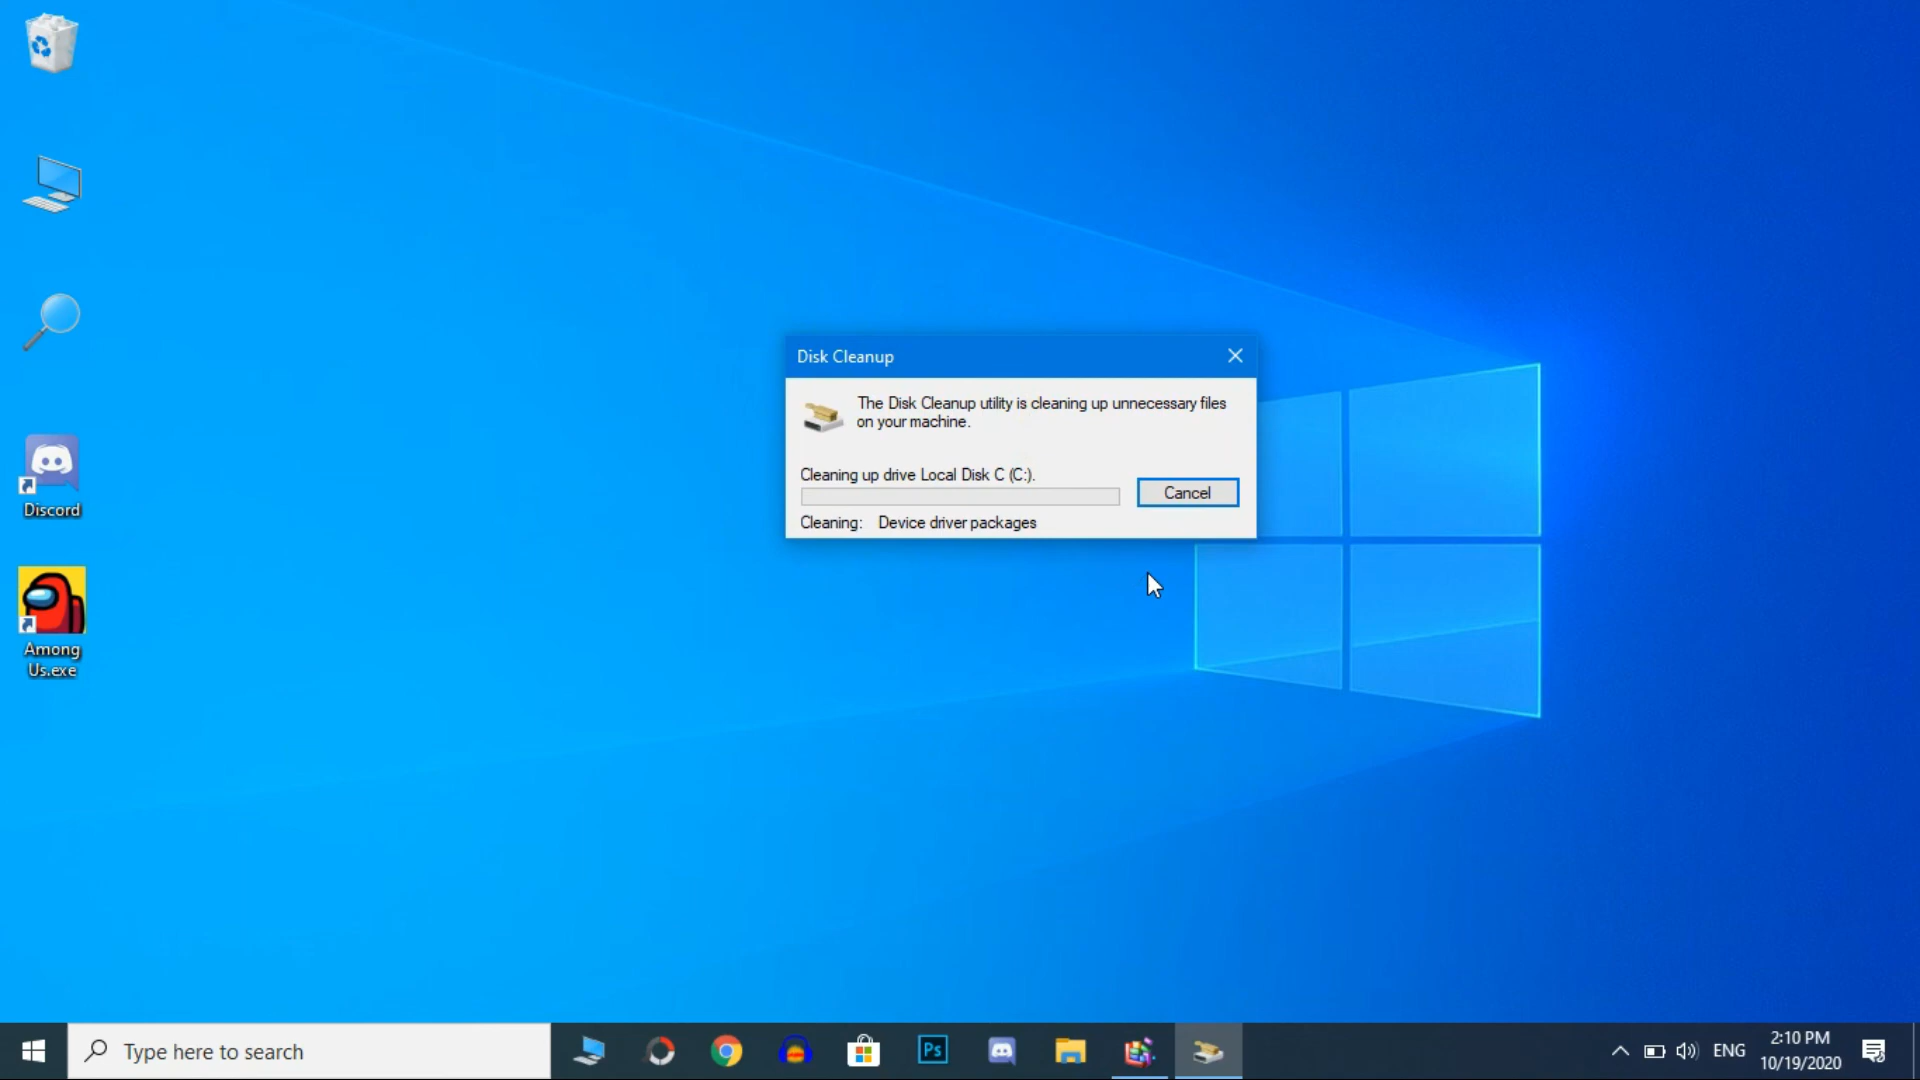 Disk Cleanup
The Disk Cleanup utility is cleaning up unnecessary files
on your machine.
Cleaning up drive Local Disk C (C:).
Cancel
Cleaning: Device driver packages
Discord
Among
Us.exe
Type here to search
Ps
ENG
2:10 PM
10/19/2020